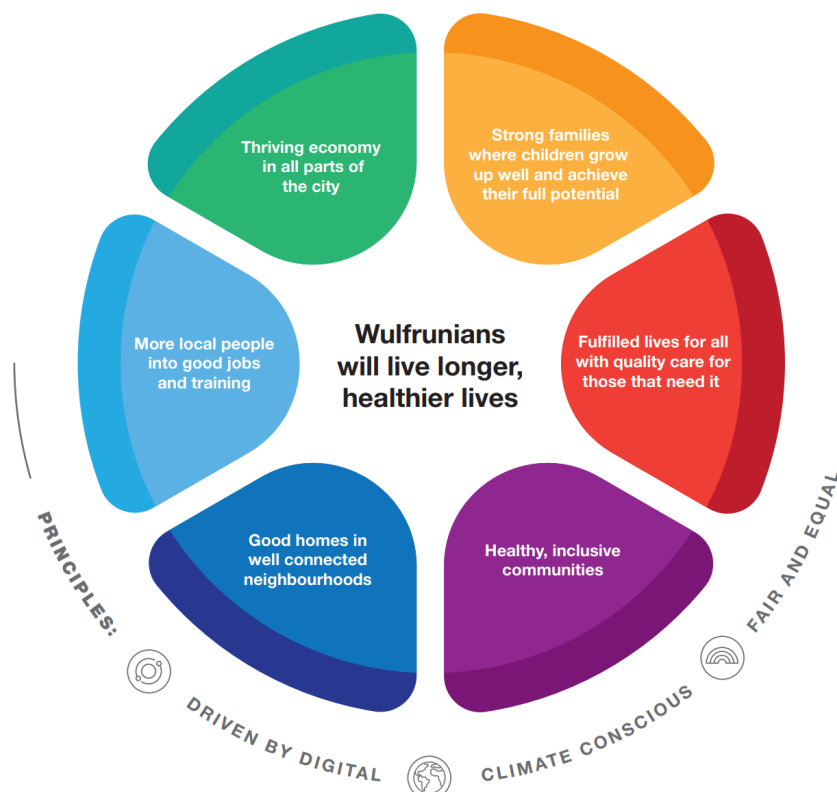 Thriving economy
in all parts of
the city
Strong families
where children grow
up well and achieve
their full potential
More local people
into good jobs
and training
Wulfrunians
will live longer,
healthier lives
Fulfilled lives for all
with quality care for
those that need it
Good homes in
well connected
neighbourhoods
Healthy, inclusive
communities
PRINCIPLES:
DRIVEN BY DIGITAL
CLIMATE CONSCIOUS
FAIR AND EQUAL